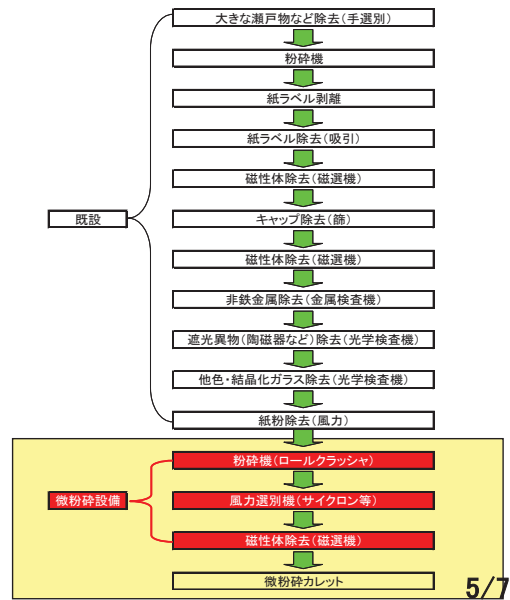 大きな瀬戸物など除去(手選別)
粉砕機
紙ラベル剥離
紙ラベル除去(吸引)
磁性体除去(磁選機)
既設
キャップ除去(篩)
磁性体除去(磁選機)
非鉄金属除去(金属検査機)
遮光異物(陶磁器など)除去(光学検査機)
他色・結晶化ガラス除去(光学検査機)
紙粉除去(風力)
粉砕機(ロールクラッシャ)
微粉砕設備
風力選別機(サイクロン等)
磁性体除去(磁選機)
微粉砕カレット
5/7